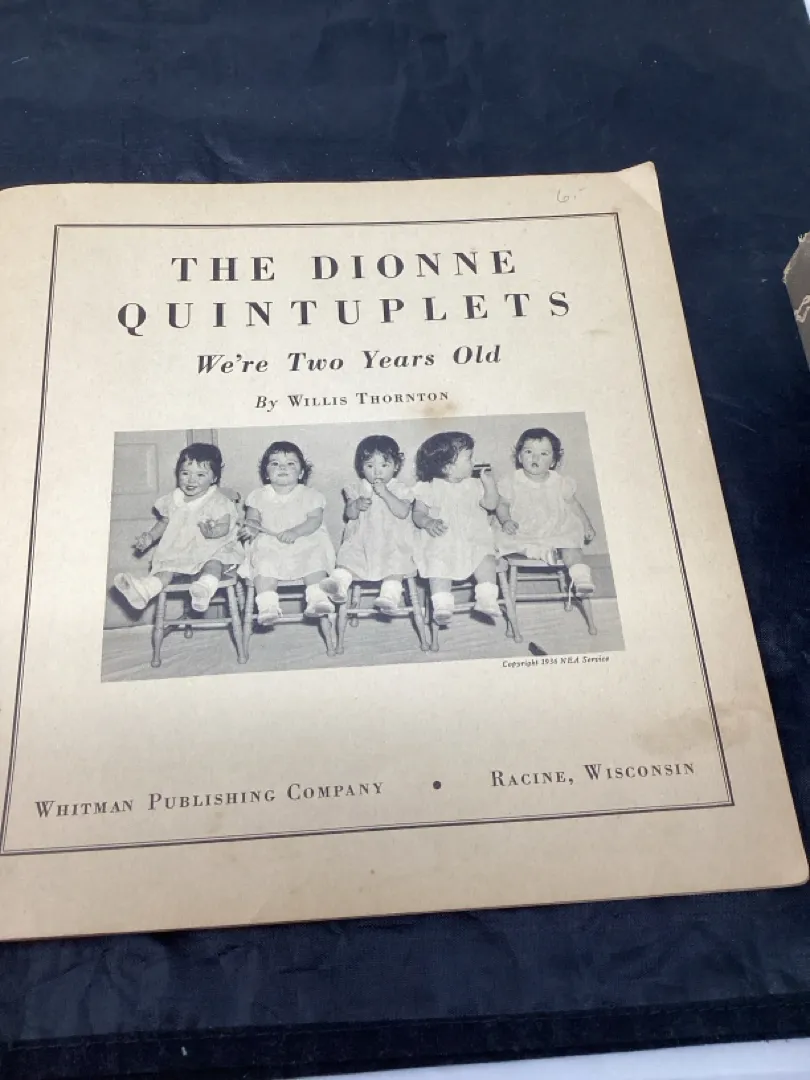 6.-
THE DIONNE
QUINTUPLETS
We're Two Years Old
By WILLIS THORNTON
Copyright 1936 NEA Service
WHITMAN PUBLISHING COMPANY • RACINE, WISCONSIN